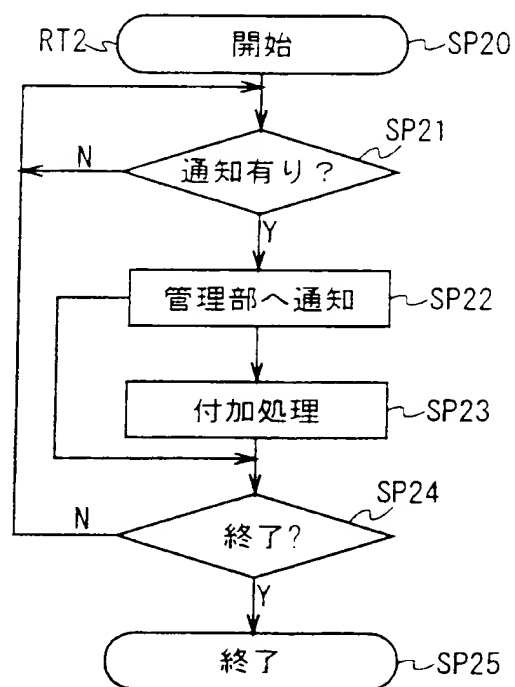 RT2 開始 SP20
SP21
N 通知有り?
Y
管理部へ通知 SP22
付加処理 SP23
SP24
N 終了?
Y
終了 SP25